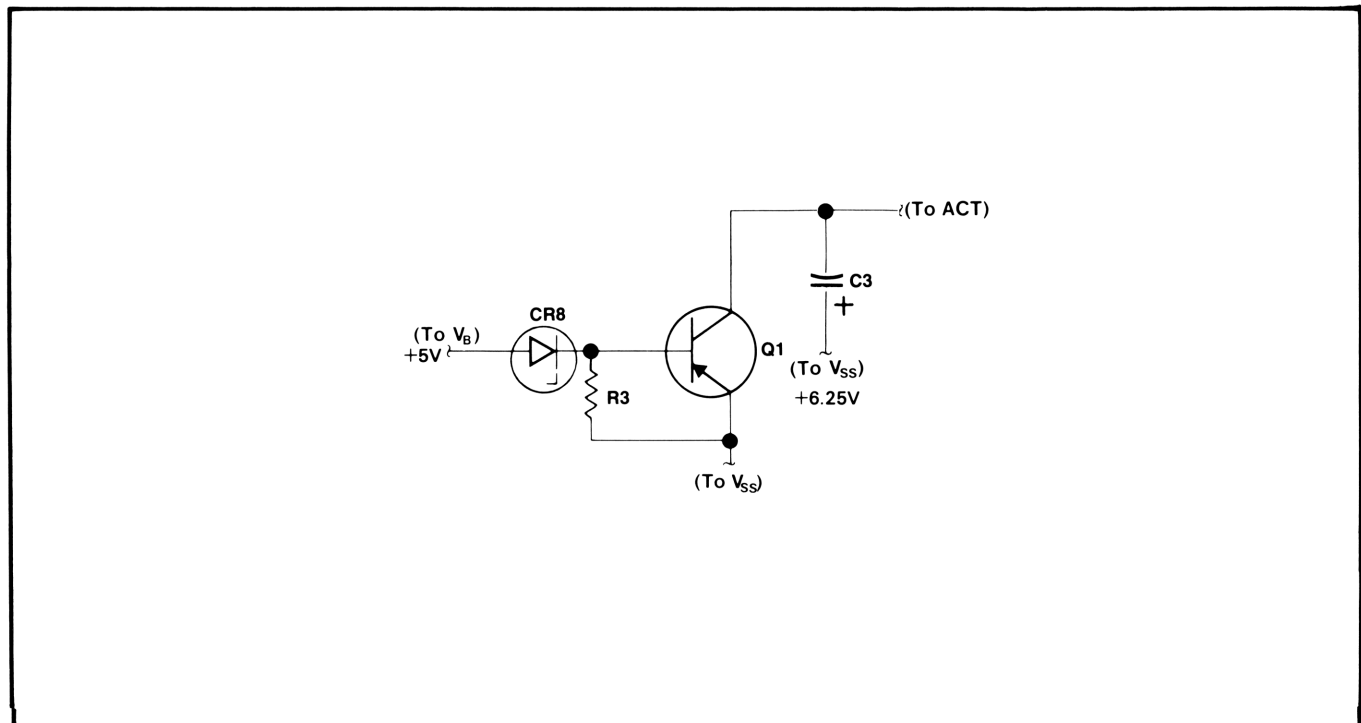 (To ACT)
C3
+
CR8
(To VB)
+5V
Q1
(To VSS)
+6.25V
R3
(To VSS)